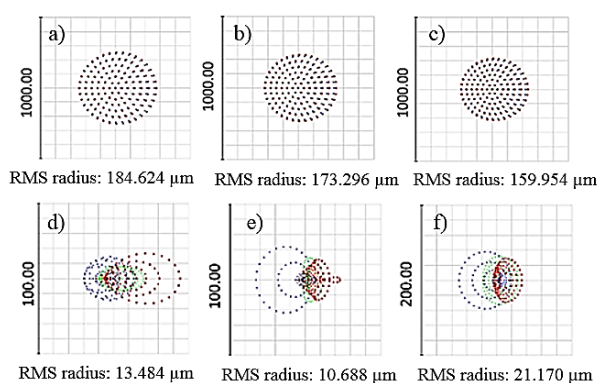 a) b) c)
1000.00 1000.00 1000.00
RMS radius: 184.624 µm RMS radius: 173.296 µm RMS radius: 159.954 µm
d) e) f)
100.00 100.00 200.00
RMS radius: 13.484 µm RMS radius: 10.688 µm RMS radius: 21.170 µm